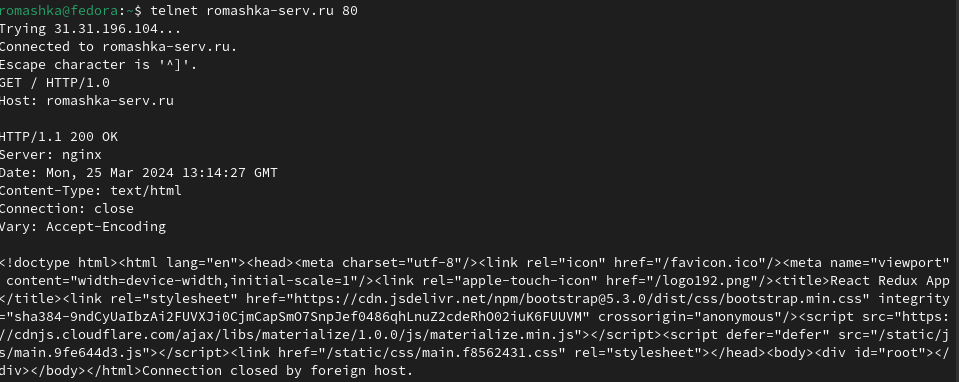 romashka@fedora:~$ telnet romashka-serv.ru 80
Trying 31.31.196.104...
Connected to romashka-serv.ru.
Escape character is '^]'.
GET / HTTP/1.0
Host: romashka-serv.ru

HTTP/1.1 200 OK
Server: nginx
Date: Mon, 25 Mar 2024 13:14:27 GMT
Content-Type: text/html
Connection: close
Vary: Accept-Encoding

<!doctype html><html lang="en"><head><meta charset="utf-8"/><link rel="icon" href="/favicon.ico"/><meta name="viewport"
 content="width=device-width,initial-scale=1"/><link rel="apple-touch-icon" href="/logo192.png"/><title>React Redux App
</title><link rel="stylesheet" href="https://cdn.jsdelivr.net/npm/bootstrap@5.3.0/dist/css/bootstrap.min.css" integrity
="sha384-9ndCyUaIbzAi2FUVXJi0CjmCapSmO7SnpJef0486qhLnuZ2cdeRhO02iuK6FUUVM" crossorigin="anonymous"/><script src="https:
//cdnjs.cloudflare.com/ajax/libs/materialize/1.0.0/js/materialize.min.js"></script><script defer="defer" src="/static/j
s/main.9fe644d3.js"></script><link href="/static/css/main.f8562431.css" rel="stylesheet"></head><body><div id="root"></
div></body></html>Connection closed by foreign host.